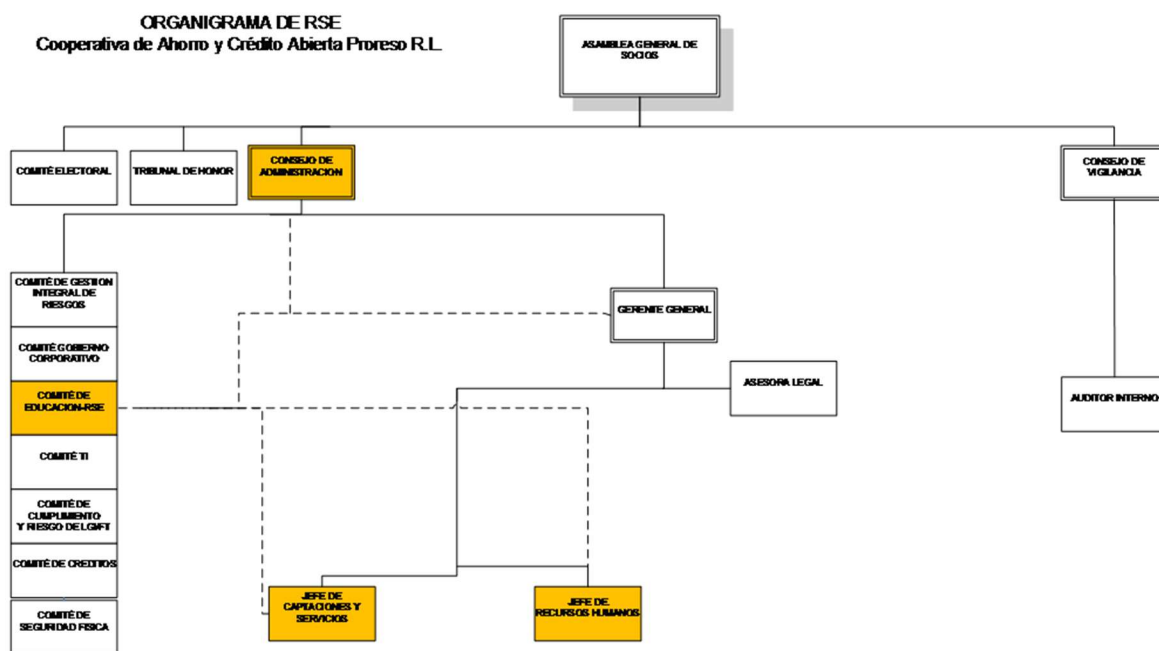 ORGANIGRAMA DE RSE
Cooperativa de Ahorro y Crédito Abierta Proreso R.L.
ASAMBLEA GENERAL DE
SOCIOS
COMITÉ ELECTORAL
TRIBUNAL DE HONOR
CONSEJO DE
ADMINISTRACION
CONSEJO DE
VIGILANCIA
COMITÉ DE GESTION
INTEGRAL DE
RIESGOS
GERENTE GENERAL
COMITÉ GOBIERNO
CORPORATIVO
ASESORA LEGAL
COMITÉ DE
EDUCACION-RSE
AUDITOR INTERNO
COMITÉ TI
COMITÉ DE
CUMPLIMIENTO
Y RIESGO DE LGI/FT
COMITÉ DE CREDITOS
JEFE DE
CAPTACIONES Y
SERVICIOS
JEFE DE
RECURSOS HUMANOS
COMITÉ DE
SEGURIDAD FISICA